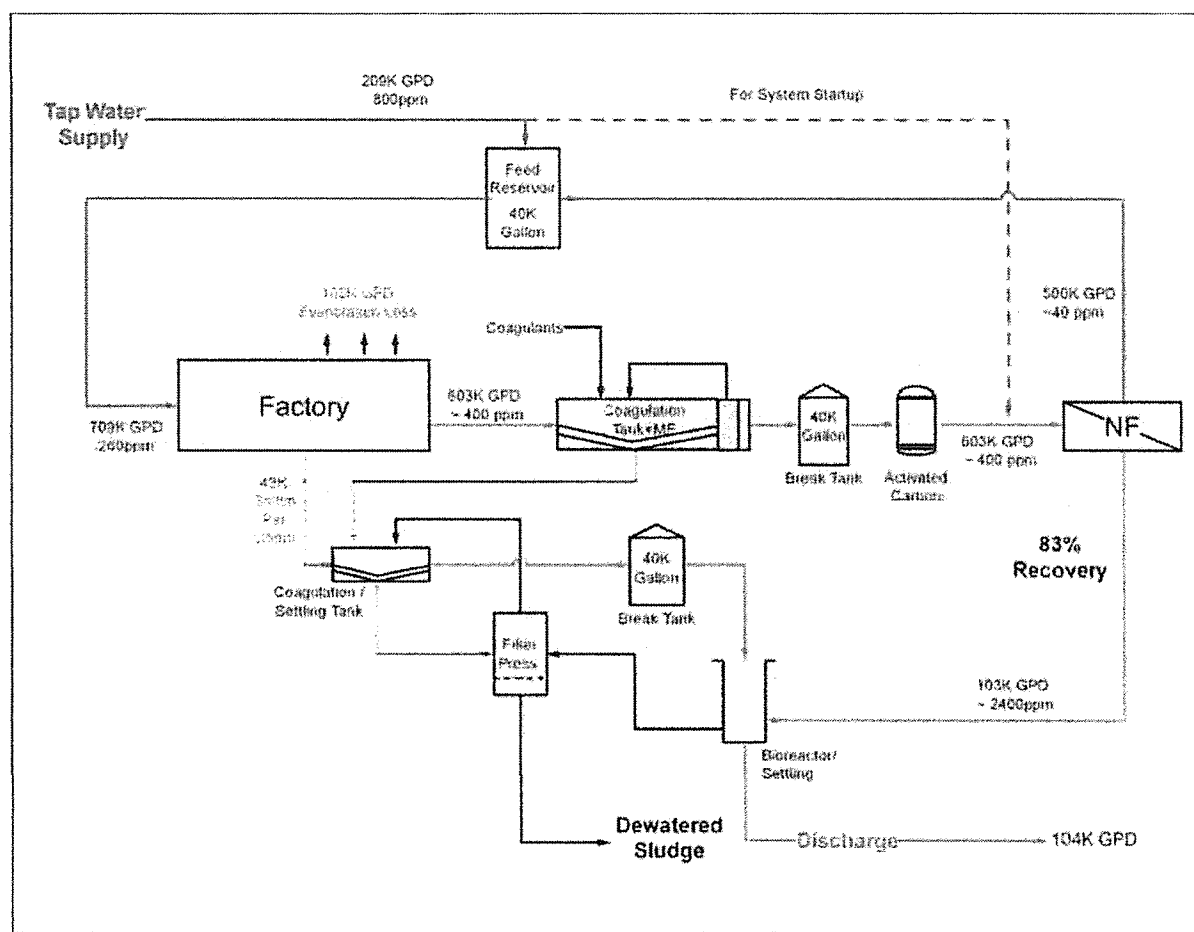 209K GPD
800ppm
For System Startup
Tap Water
Supply
Feed
Reservoir
40K
Gallon
500K GPD
~40 ppm
GPD
Evaporation Loss
Coagulants
Factory
603K GPD
~ 400 ppm
Coagulation
Tank+MF
40K
Gallon
NF
709K GPD
603K GPD
~ 400 ppm
Break Tank
Activated
Carbon
Per
83%
Recovery
40K
Gallon
Coagulation /
Settling Tank
Break Tank
Filter
Press
103K GPD
~ 2400ppm
Bioreactor/
Settling
Dewatered
Sludge
Discharge
104K GPD